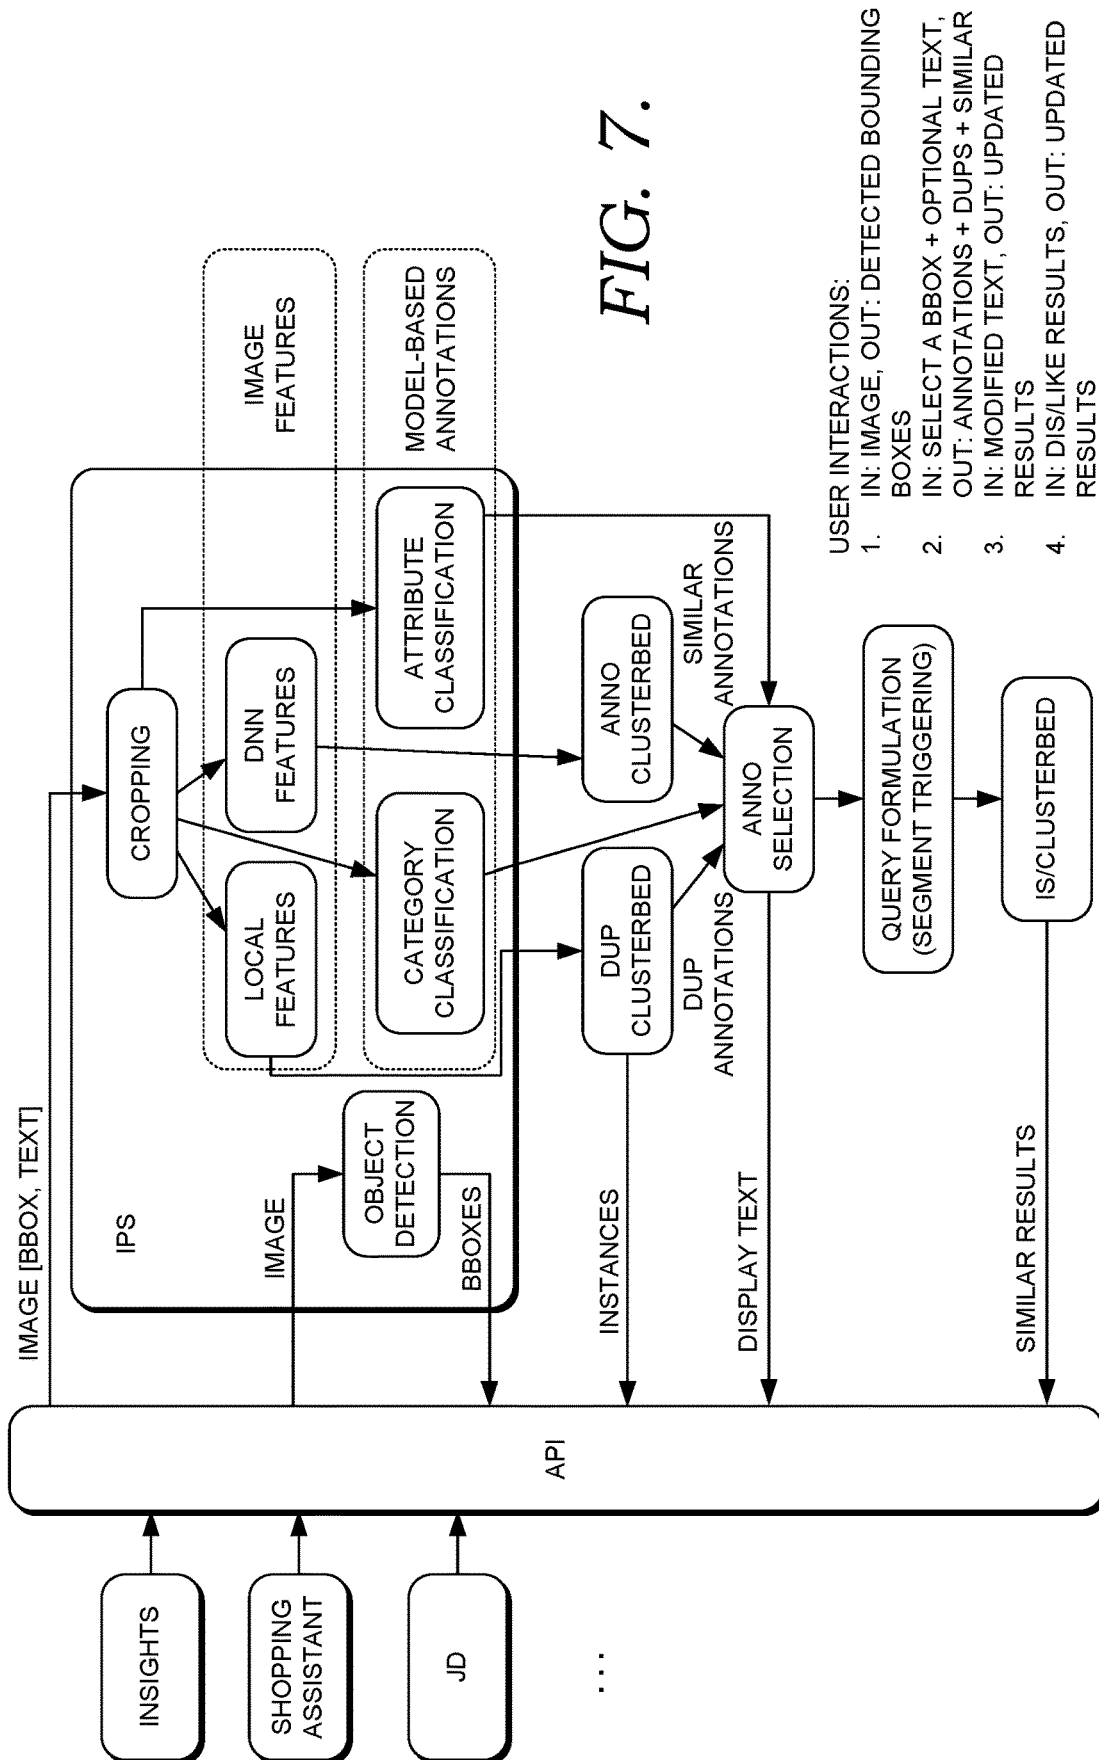 INSIGHTS
SHOPPING
ASSISTANT
JD
...
API
IMAGE [BBOX, TEXT]
IPS
IMAGE
OBJECT
DETECTION
BBOXES
CROPPING
LOCAL
FEATURES
DNN
FEATURES
IMAGE
FEATURES
CATEGORY
CLASSIFICATION
ATTRIBUTE
CLASSIFICATION
MODEL-BASED
ANNOTATIONS
INSTANCES
DUP
CLUSTERBED
ANNO
CLUSTERBED
DUP
ANNOTATIONS
SIMILAR
ANNOTATIONS
DISPLAY TEXT
ANNO
SELECTION
QUERY FORMULATION
(SEGMENT TRIGGERING)
SIMILAR RESULTS
IS/CLUSTERBED
FIG. 7.
USER INTERACTIONS:
1. IN: IMAGE, OUT: DETECTED BOUNDING
BOXES
2. IN: SELECT A BBOX + OPTIONAL TEXT,
OUT: ANNOTATIONS + DUPS + SIMILAR
3. IN: MODIFIED TEXT, OUT: UPDATED
RESULTS
4. IN: DIS/LIKE RESULTS, OUT: UPDATED
RESULTS